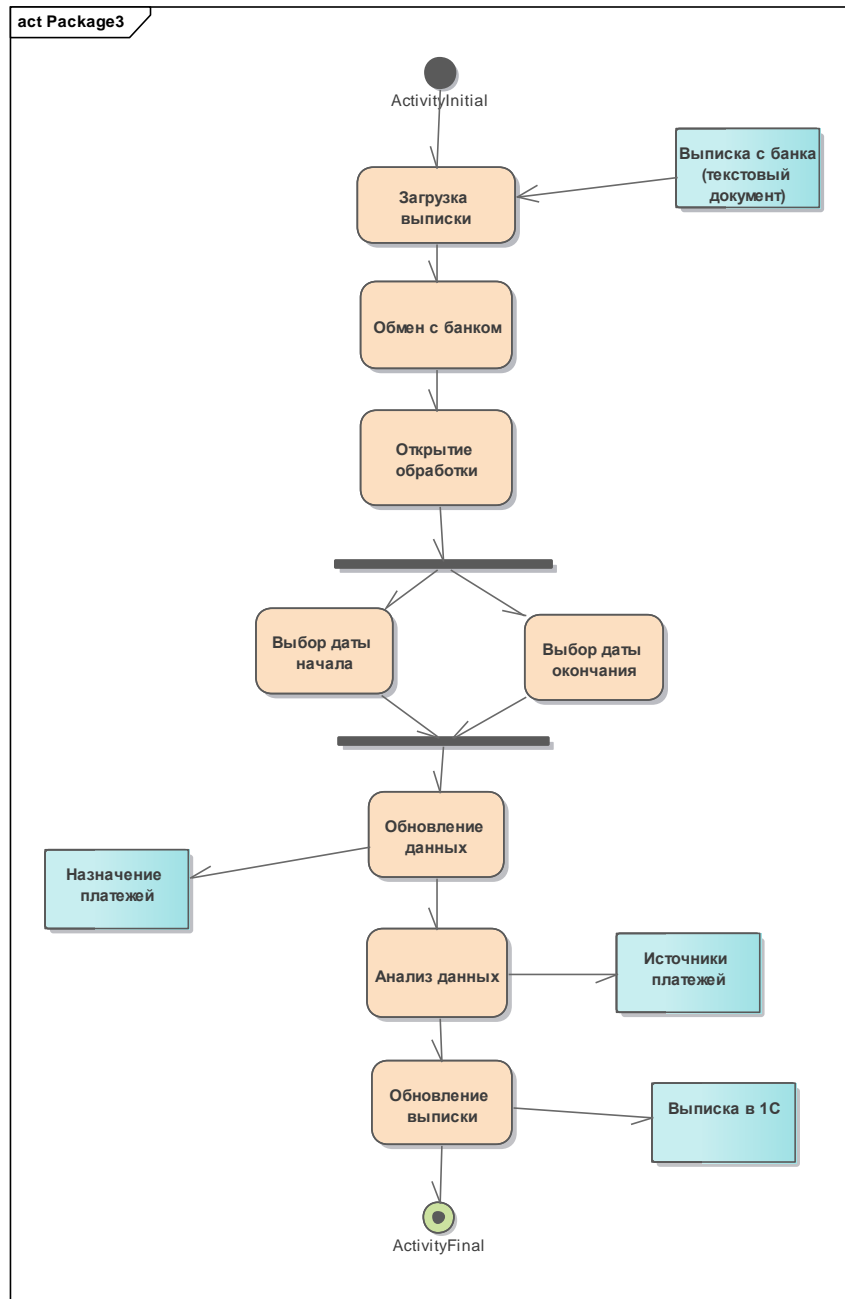 act Package3
ActivityInitial
Выписка с банка
(текстовый
документ)
Загрузка
выписки
Обмен с банком
Открытие
обработки
Выбор даты
начала
Выбор даты
окончания
Обновление
данных
Назначение
платежей
Анализ данных
Источники
платежей
Обновление
выписки
Выписка в 1С
ActivityFinal